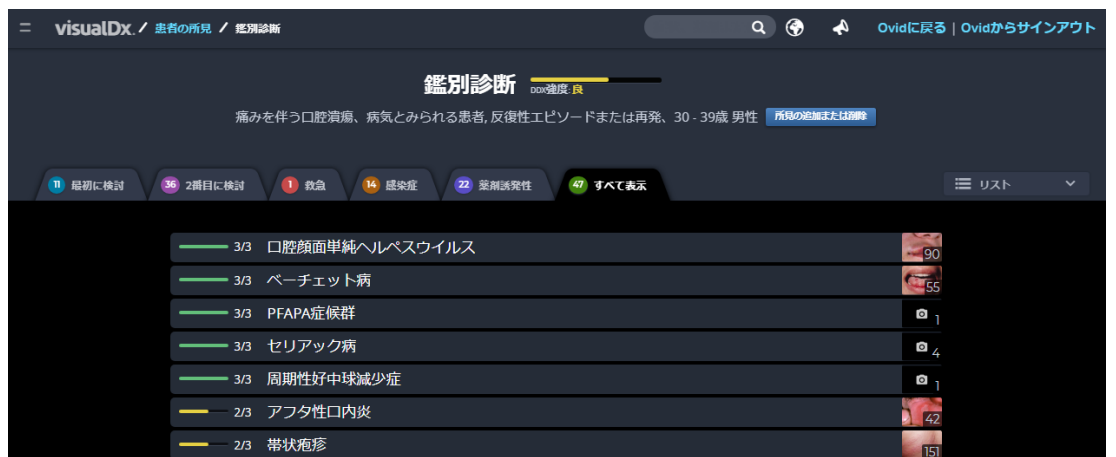 visualDx. / 患者の所見 / 鑑別診断
Ovidに戻る | Ovidからサインアウト
鑑別診断 DDX強度: 良
痛みを伴う口腔潰瘍、病気とみられる患者, 反復性エピソードまたは再発、30 - 39歳 男性 所見の追加または削除
11 最初に検討 36 2番目に検討 1 救急 14 感染症 22 薬剤誘発性 47 すべて表示 リスト
3/3 口腔顔面単純ヘルペスウイルス 90
3/3 ベーチェット病 55
3/3 PFAPA症候群 1
3/3 セリアック病 4
3/3 周期性好中球減少症 1
2/3 アフタ性口内炎 42
2/3 帯状疱疹 151